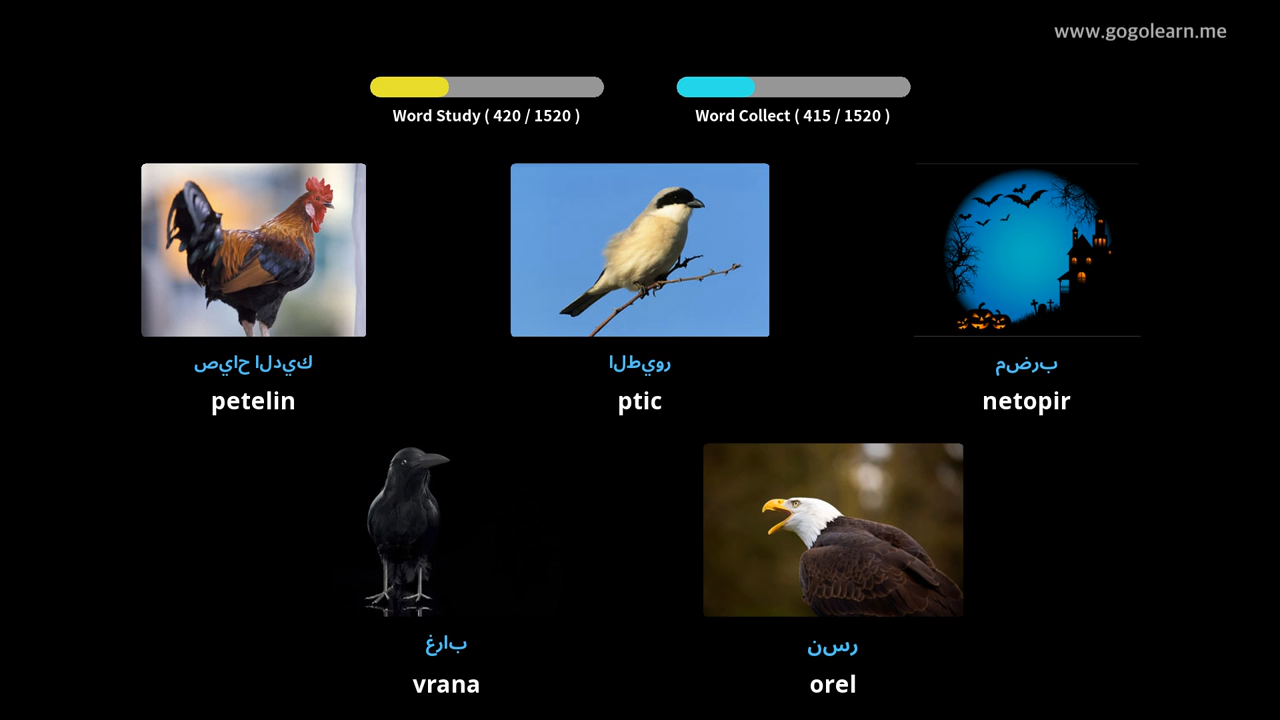 www.gogolearn.me
Word Study ( 420 / 1520 )
Word Collect ( 415 / 1520 )
صياح الديك
petelin
الطيور
ptic
مضرب
netopir
غراب
vrana
نسر
orel